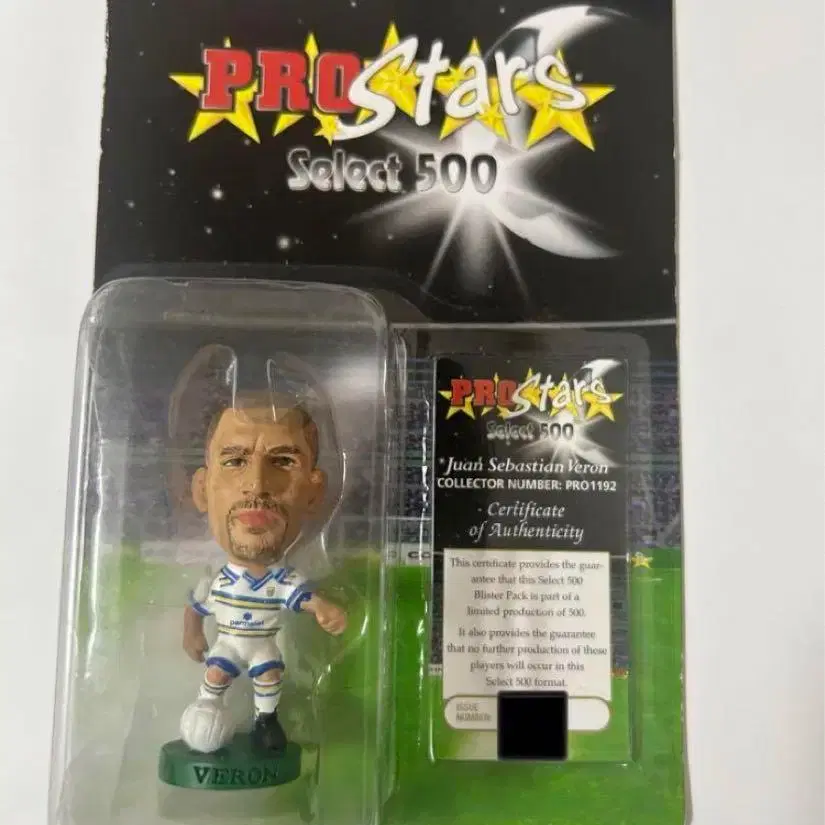 PROStars
Select 500
PROStars
Select 500
Juan Sebastian Veron
COLLECTOR NUMBER: PRO1192
Certificate
of Authenticity
This certificate provides the guar-
antee that this Select 500
Blister Pack is part of a
limited production of 500.
It also provides the guarantee
that no further production of these
players will occur in this
Select 500 format.
ISSUE
NUMBER:
parmalat
VERON